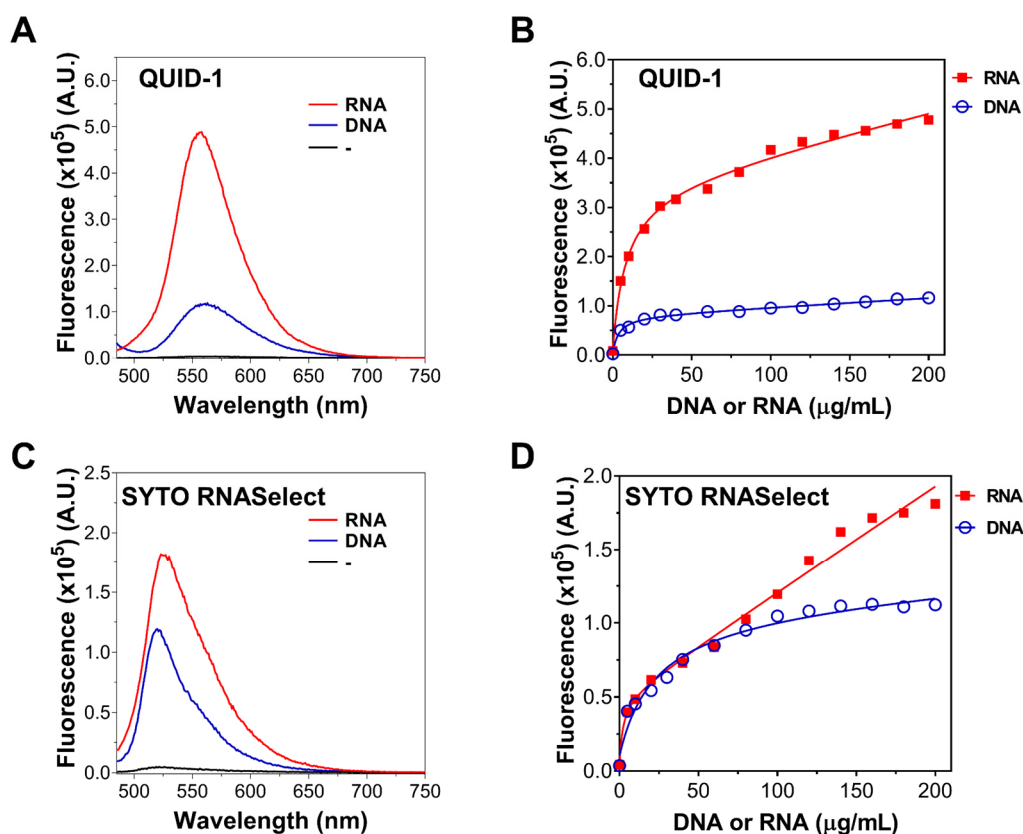 A
QUID-1
RNA
DNA
-
Fluorescence (x10⁵) (A.U.)
6.0
5.0
4.0
3.0
2.0
1.0
0.0
500 550 600 650 700 750
Wavelength (nm)
B
QUID-1
RNA
DNA
Fluorescence (x10⁵) (A.U.)
6.0
5.0
4.0
3.0
2.0
1.0
0.0
0 50 100 150 200
DNA or RNA (μg/mL)
C
SYTO RNASelect
RNA
DNA
-
Fluorescence (x10⁵) (A.U.)
2.5
2.0
1.5
1.0
0.5
0.0
500 550 600 650 700 750
Wavelength (nm)
D
SYTO RNASelect
RNA
DNA
Fluorescence (x10⁵) (A.U.)
2.0
1.5
1.0
0.5
0.0
0 50 100 150 200
DNA or RNA (μg/mL)